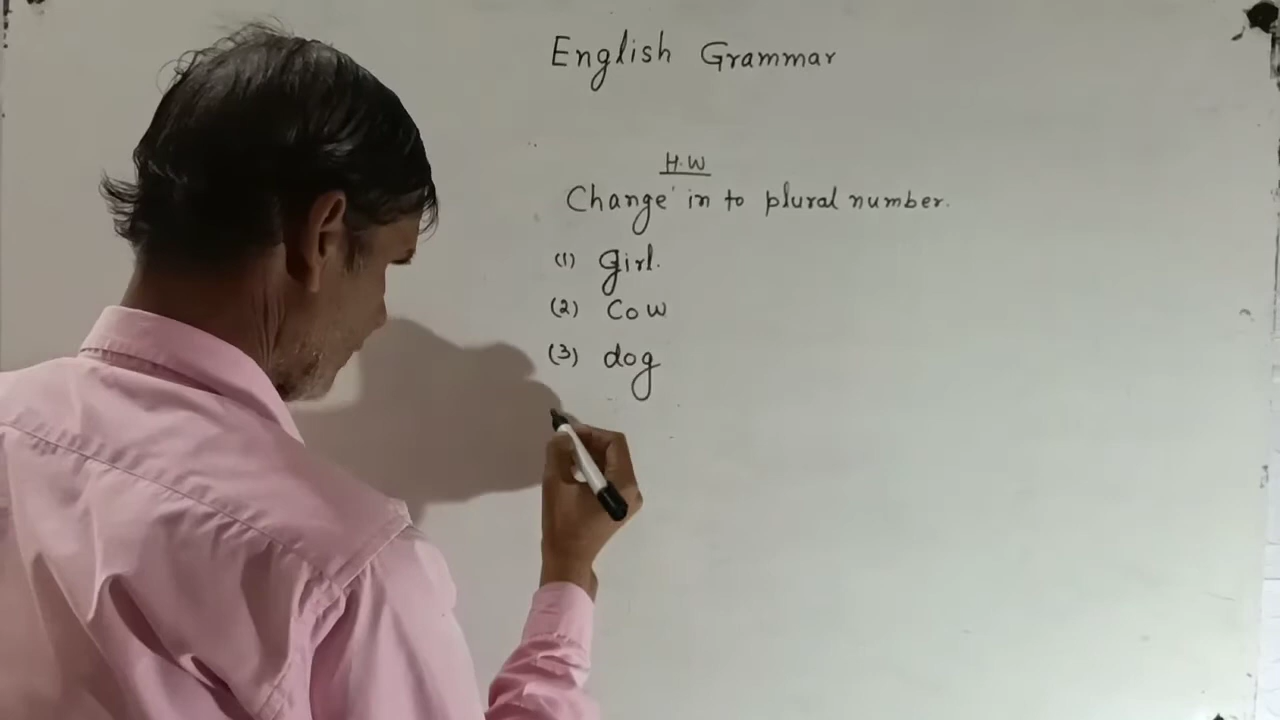 English Grammar
H.W
Change in to plural number.
(1) girl.
(2) Cow
(3) dog